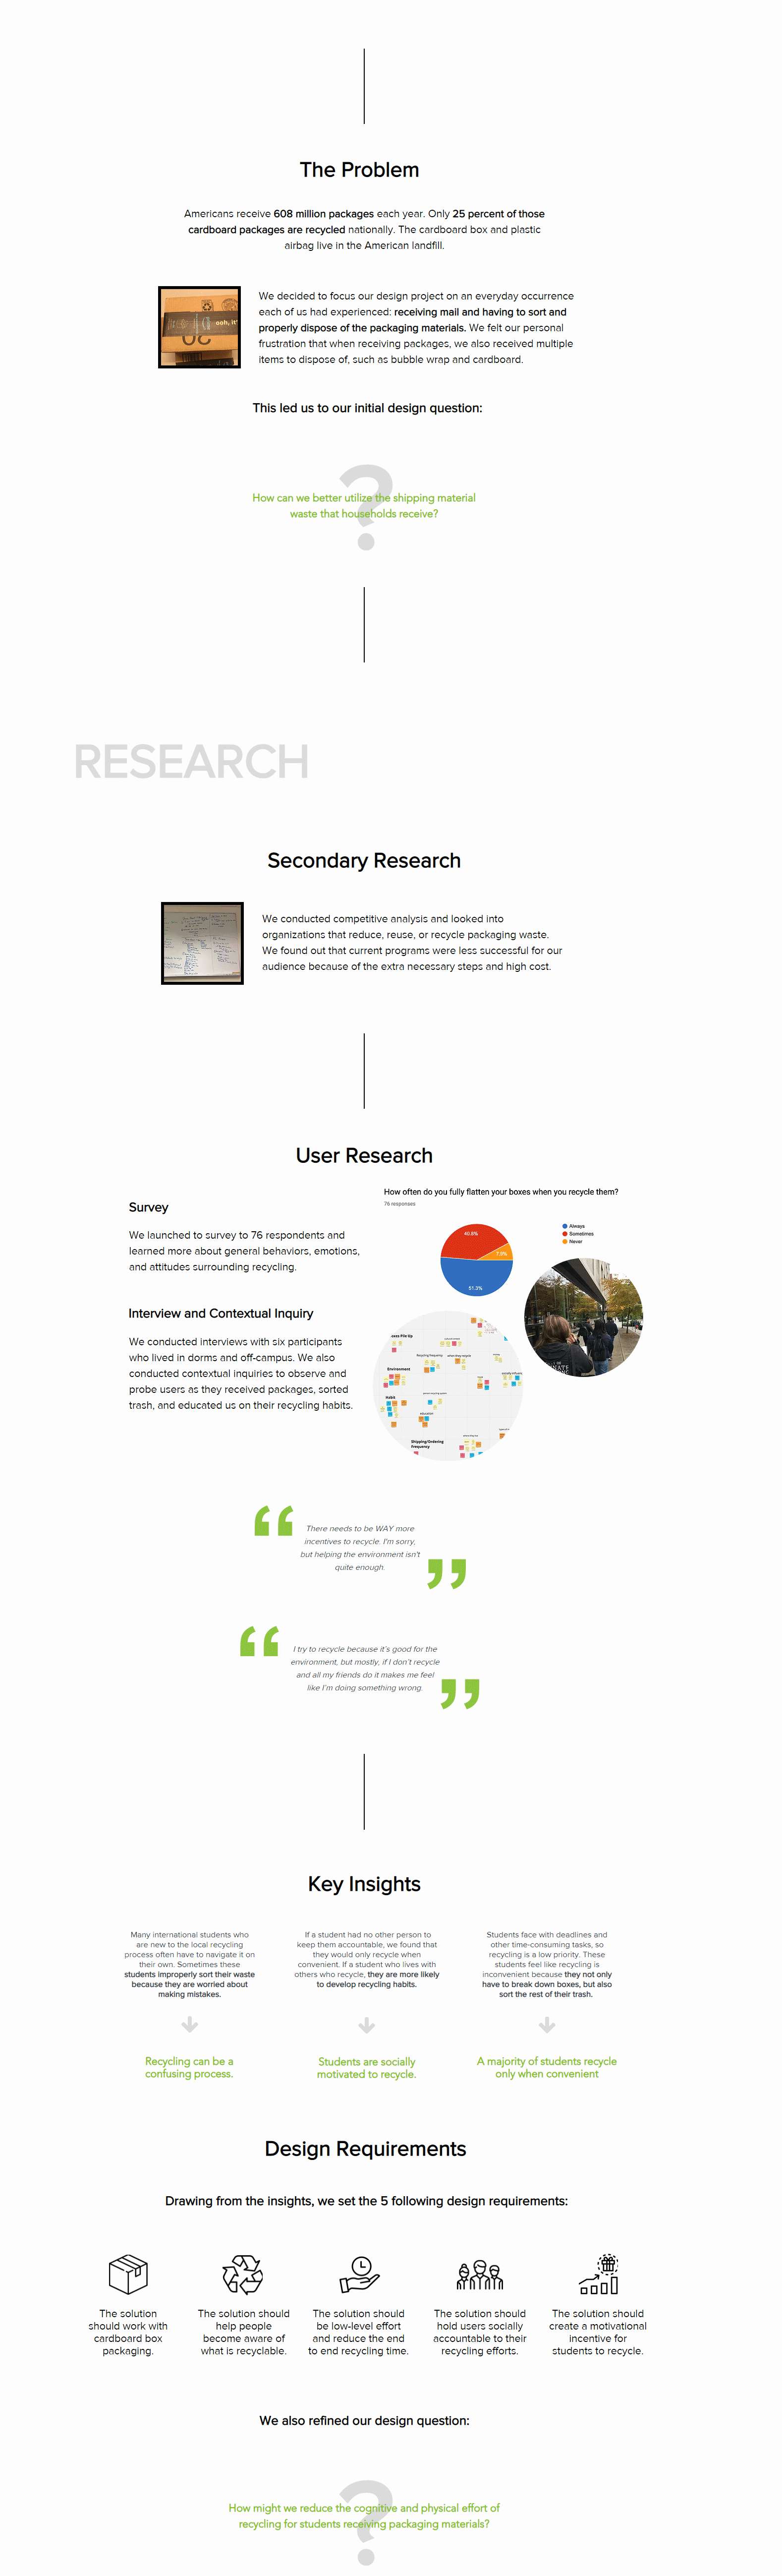 The Problem
Americans receive 608 million packages each year. Only 25 percent of those
cardboard packages are recycled nationally. The cardboard box and plastic
airbag live in the American landfill.
ooh, it'
We decided to focus our design project on an everyday occurrence
each of us had experienced: receiving mail and having to sort and
properly dispose of the packaging materials. We felt our personal
frustration that when receiving packages, we also received multiple
items to dispose of, such as bubble wrap and cardboard.
This led us to our initial design question:
?
How can we better utilize the shipping material
waste that households receive?
RESEARCH
Secondary Research
We conducted competitive analysis and looked into
organizations that reduce, reuse, or recycle packaging waste.
We found out that current programs were less successful for our
audience because of the extra necessary steps and high cost.
User Research
Survey
We launched to survey to 76 respondents and
learned more about general behaviors, emotions,
and attitudes surrounding recycling.
How often do you fully flatten your boxes when you recycle them?
76 responses
Always
Sometimes
Never
40.8%
7.9%
51.3%
Interview and Contextual Inquiry
We conducted interviews with six participants
who lived in dorms and off-campus. We also
conducted contextual inquiries to observe and
probe users as they received packages, sorted
trash, and educated us on their recycling habits.
Pile Up
Environment
Habit
Shipping/Ordering
Frequency
“ There needs to be WAY more
incentives to recycle. I'm sorry,
but helping the environment isn't
quite enough. ”
“ I try to recycle because it's good for the
environment, but mostly, if I don't recycle
and all my friends do it makes me feel
like I'm doing something wrong. ”
Key Insights
Many international students who
are new to the local recycling
process often have to navigate it on
their own. Sometimes these
students improperly sort their waste
because they are worried about
making mistakes.
Recycling can be a
confusing process.
If a student had no other person to
keep them accountable, we found that
they would only recycle when
convenient. If a student who lives with
others who recycle, they are more likely
to develop recycling habits.
Students are socially
motivated to recycle.
Students face with deadlines and
other time-consuming tasks, so
recycling is a low priority. These
students feel like recycling is
inconvenient because they not only
have to break down boxes, but also
sort the rest of their trash.
A majority of students recycle
only when convenient
Design Requirements
Drawing from the insights, we set the 5 following design requirements:
The solution
should work with
cardboard box
packaging.
The solution should
help people
become aware of
what is recyclable.
The solution should
be low-level effort
and reduce the end
to end recycling time.
The solution should
hold users socially
accountable to their
recycling efforts.
The solution should
create a motivational
incentive for
students to recycle.
We also refined our design question:
?
How might we reduce the cognitive and physical effort of
recycling for students receiving packaging materials?